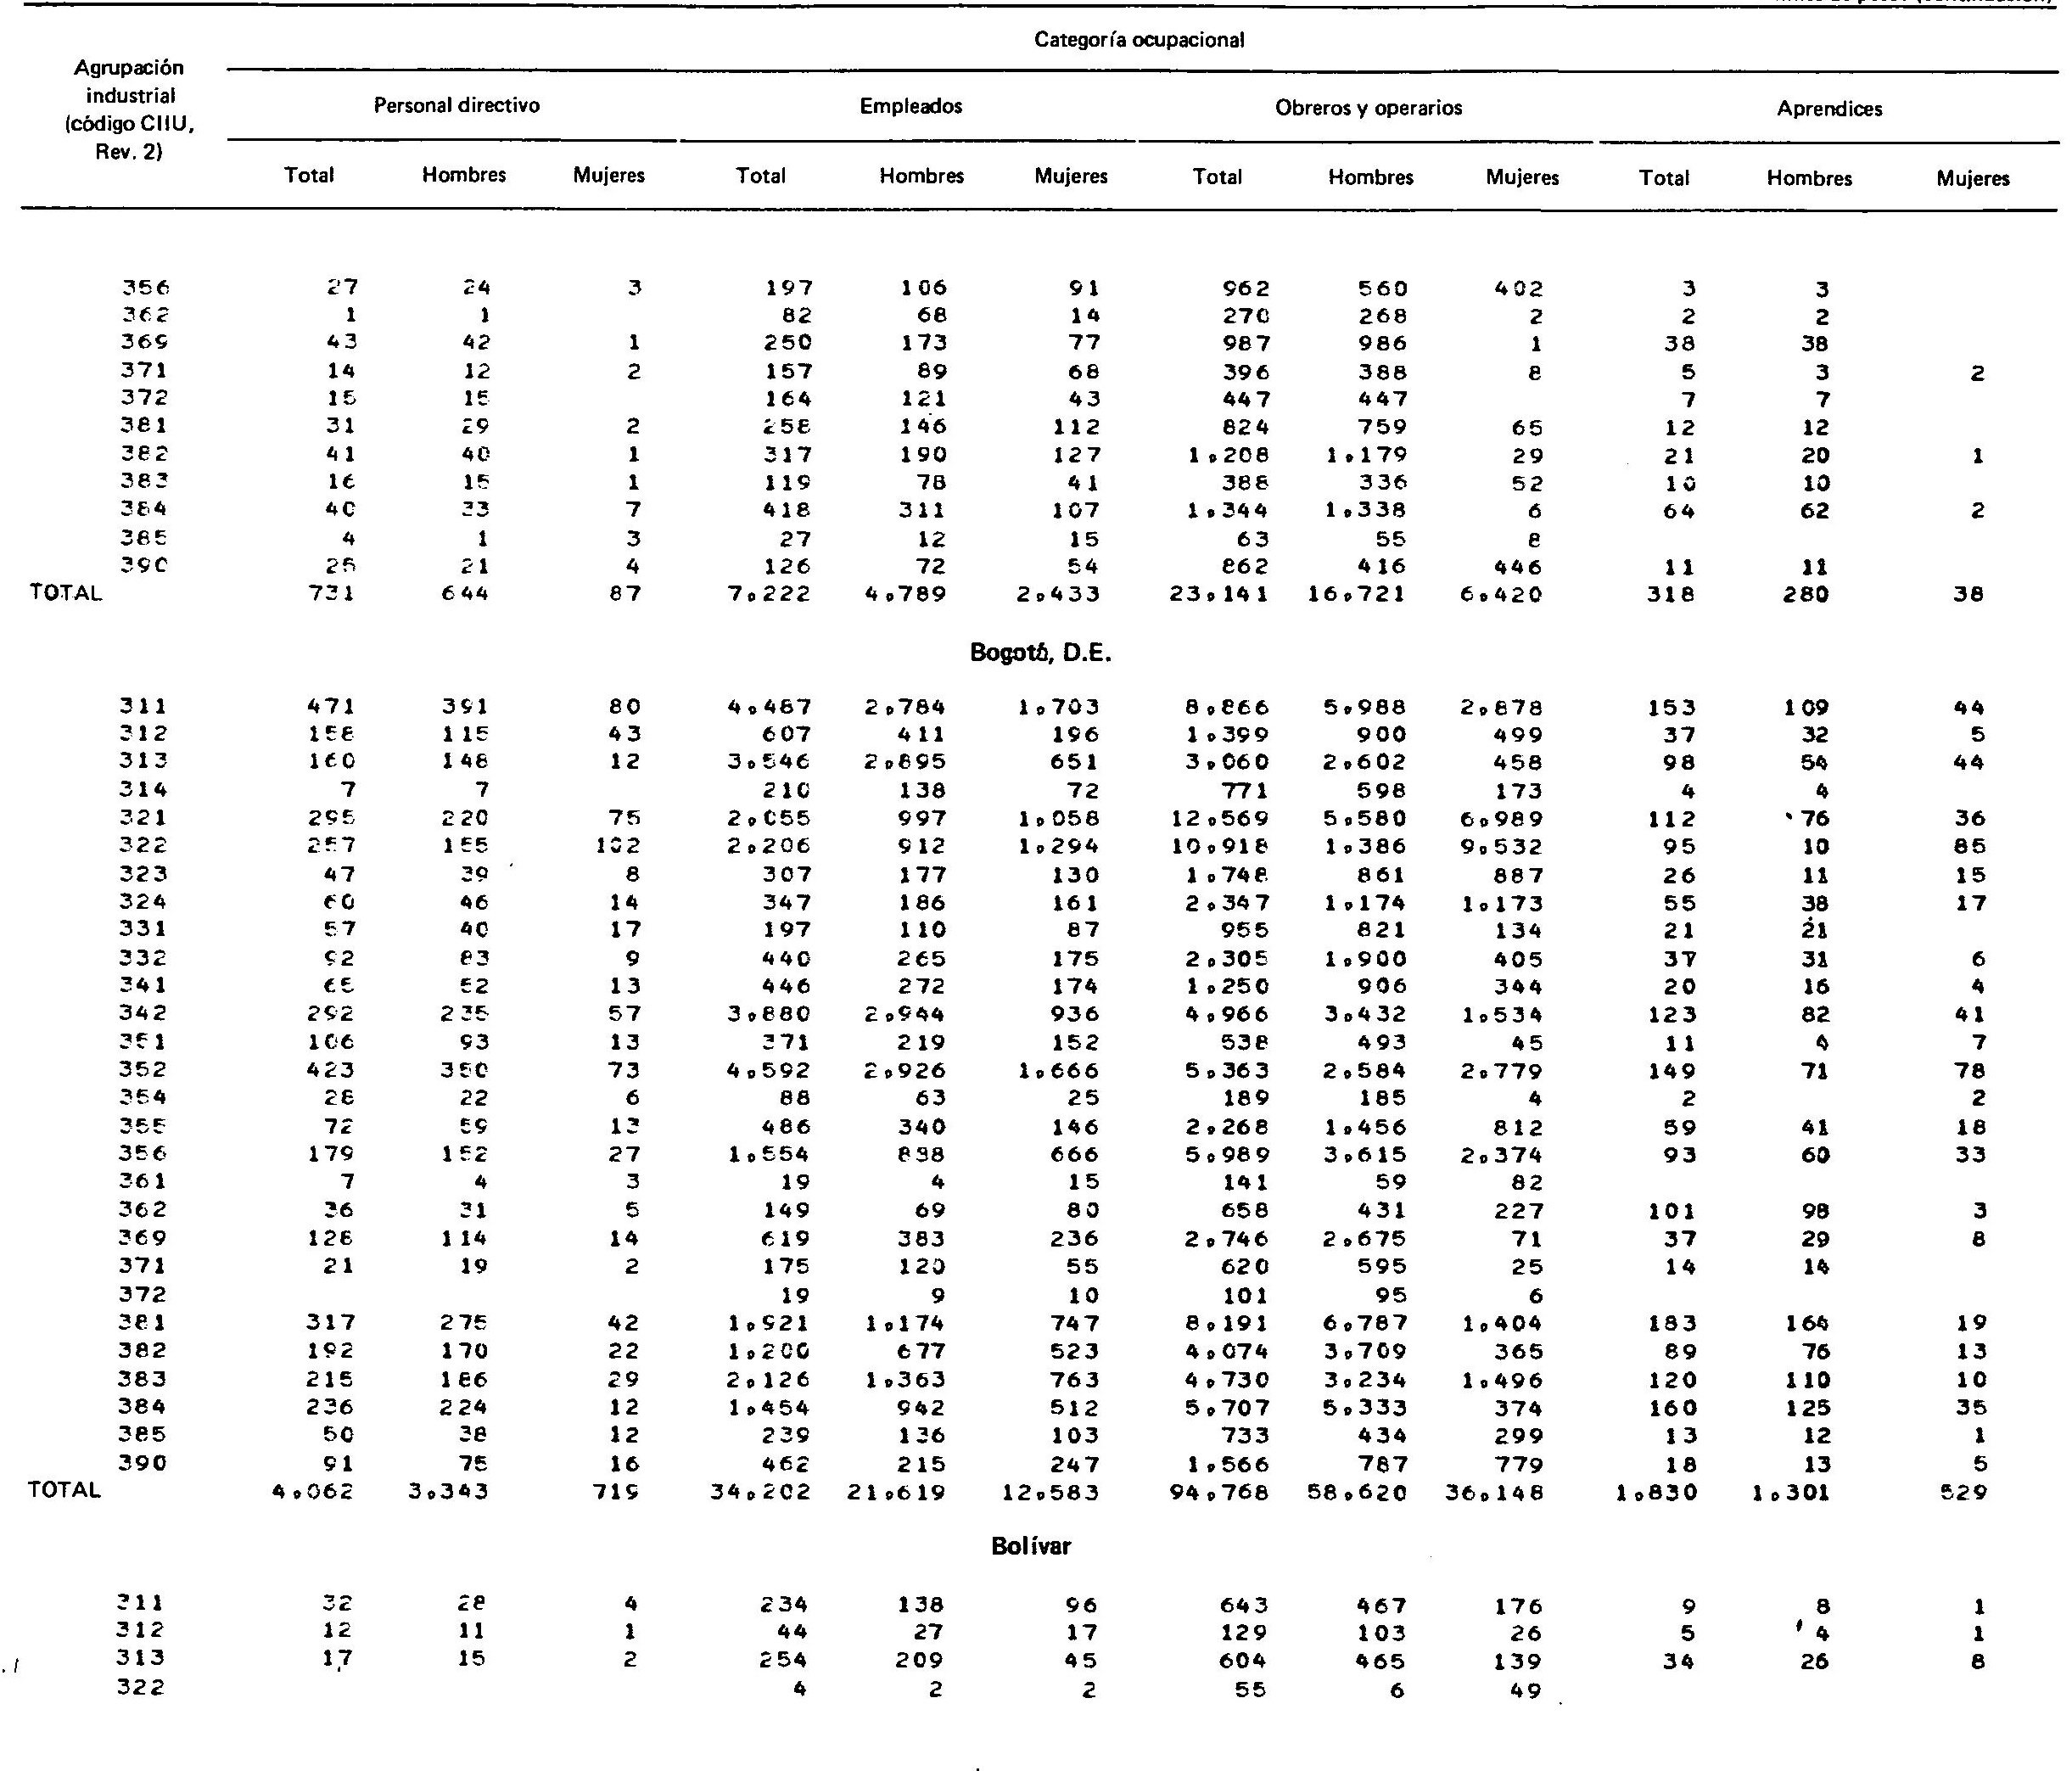 Categoría ocupacional
Agrupación industrial (código CIIU, Rev. 2)
Personal directivo Empleados Obreros y operarios Aprendices
Total Hombres Mujeres Total Hombres Mujeres Total Hombres Mujeres Total Hombres Mujeres
356 27 24 3 197 106 91 962 560 402 3 3
362 1 1 82 68 14 270 268 2 2 2
369 43 42 1 250 173 77 987 986 1 38 38
371 14 12 2 157 89 68 396 388 8 5 3 2
372 15 15 164 121 43 447 447 7 7
381 31 29 2 258 146 112 824 759 65 12 12
382 41 40 1 317 190 127 1.208 1.179 29 21 20 1
383 16 15 1 119 78 41 388 336 52 10 10
384 40 33 7 418 311 107 1.344 1.338 6 64 62 2
385 4 1 3 27 12 15 63 55 8
390 25 21 4 126 72 54 862 416 446 11 11
TOTAL 731 644 87 7.222 4.789 2.433 23.141 16.721 6.420 318 280 38
Bogotá, D.E.
311 471 391 80 4.487 2.784 1.703 8.866 5.988 2.878 153 109 44
312 158 115 43 607 411 196 1.399 900 499 37 32 5
313 160 148 12 3.546 2.895 651 3.060 2.602 458 98 54 44
314 7 7 210 138 72 771 598 173 4 4
321 295 220 75 2.055 997 1.058 12.569 5.580 6.989 112 76 36
322 257 155 102 2.206 912 1.294 10.918 1.386 9.532 95 10 85
323 47 39 8 307 177 130 1.748 861 887 26 11 15
324 60 46 14 347 186 161 2.347 1.174 1.173 55 38 17
331 57 40 17 197 110 87 955 821 134 21 21
332 92 83 9 440 265 175 2.305 1.900 405 37 31 6
341 65 52 13 446 272 174 1.250 906 344 20 16 4
342 292 235 57 3.880 2.944 936 4.966 3.432 1.534 123 82 41
351 106 93 13 371 219 152 538 493 45 11 4 7
352 423 350 73 4.592 2.926 1.666 5.363 2.584 2.779 149 71 78
354 28 22 6 88 63 25 189 185 4 2 2
355 72 59 13 486 340 146 2.268 1.456 812 59 41 18
356 179 152 27 1.554 888 666 5.989 3.615 2.374 93 60 33
361 7 4 3 19 4 15 141 59 82
362 36 31 5 149 69 80 658 431 227 101 98 3
369 128 114 14 619 383 236 2.746 2.675 71 37 29 8
371 21 19 2 175 120 55 620 595 25 14 14
372 19 9 10 101 95 6
381 317 275 42 1.921 1.174 747 8.191 6.787 1.404 183 164 19
382 192 170 22 1.200 677 523 4.074 3.709 365 89 76 13
383 215 186 29 2.126 1.363 763 4.730 3.234 1.496 120 110 10
384 236 224 12 1.454 942 512 5.707 5.333 374 160 125 35
385 50 38 12 239 136 103 733 434 299 13 12 1
390 91 75 16 462 215 247 1.566 787 779 18 13 5
TOTAL 4.062 3.343 719 34.202 21.619 12.583 94.768 58.620 36.148 1.830 1.301 529
Bolívar
311 32 28 4 234 138 96 643 467 176 9 8 1
312 12 11 1 44 27 17 129 103 26 5 4 1
313 17 15 2 254 209 45 604 465 139 34 26 8
322 4 2 2 55 6 49